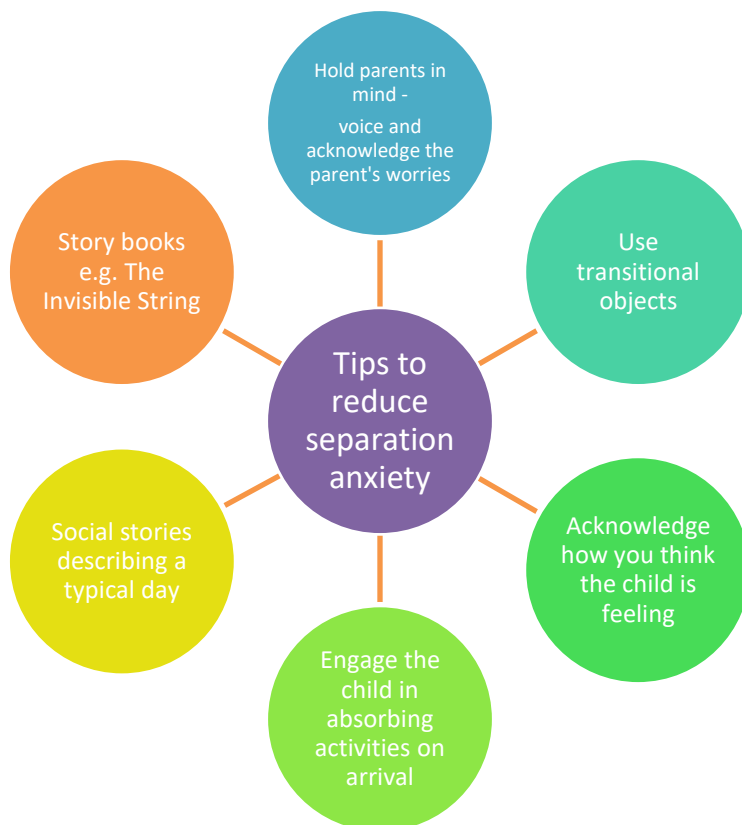 Hold parents in
mind -
voice and
acknowledge the
parent's worries
Use
transitional
objects
Acknowledge
how you think
the child is
feeling
Engage the
child in
absorbing
activities on
arrival
Social stories
describing a
typical day
Story books
e.g. The
Invisible String
Tips to
reduce
separation
anxiety